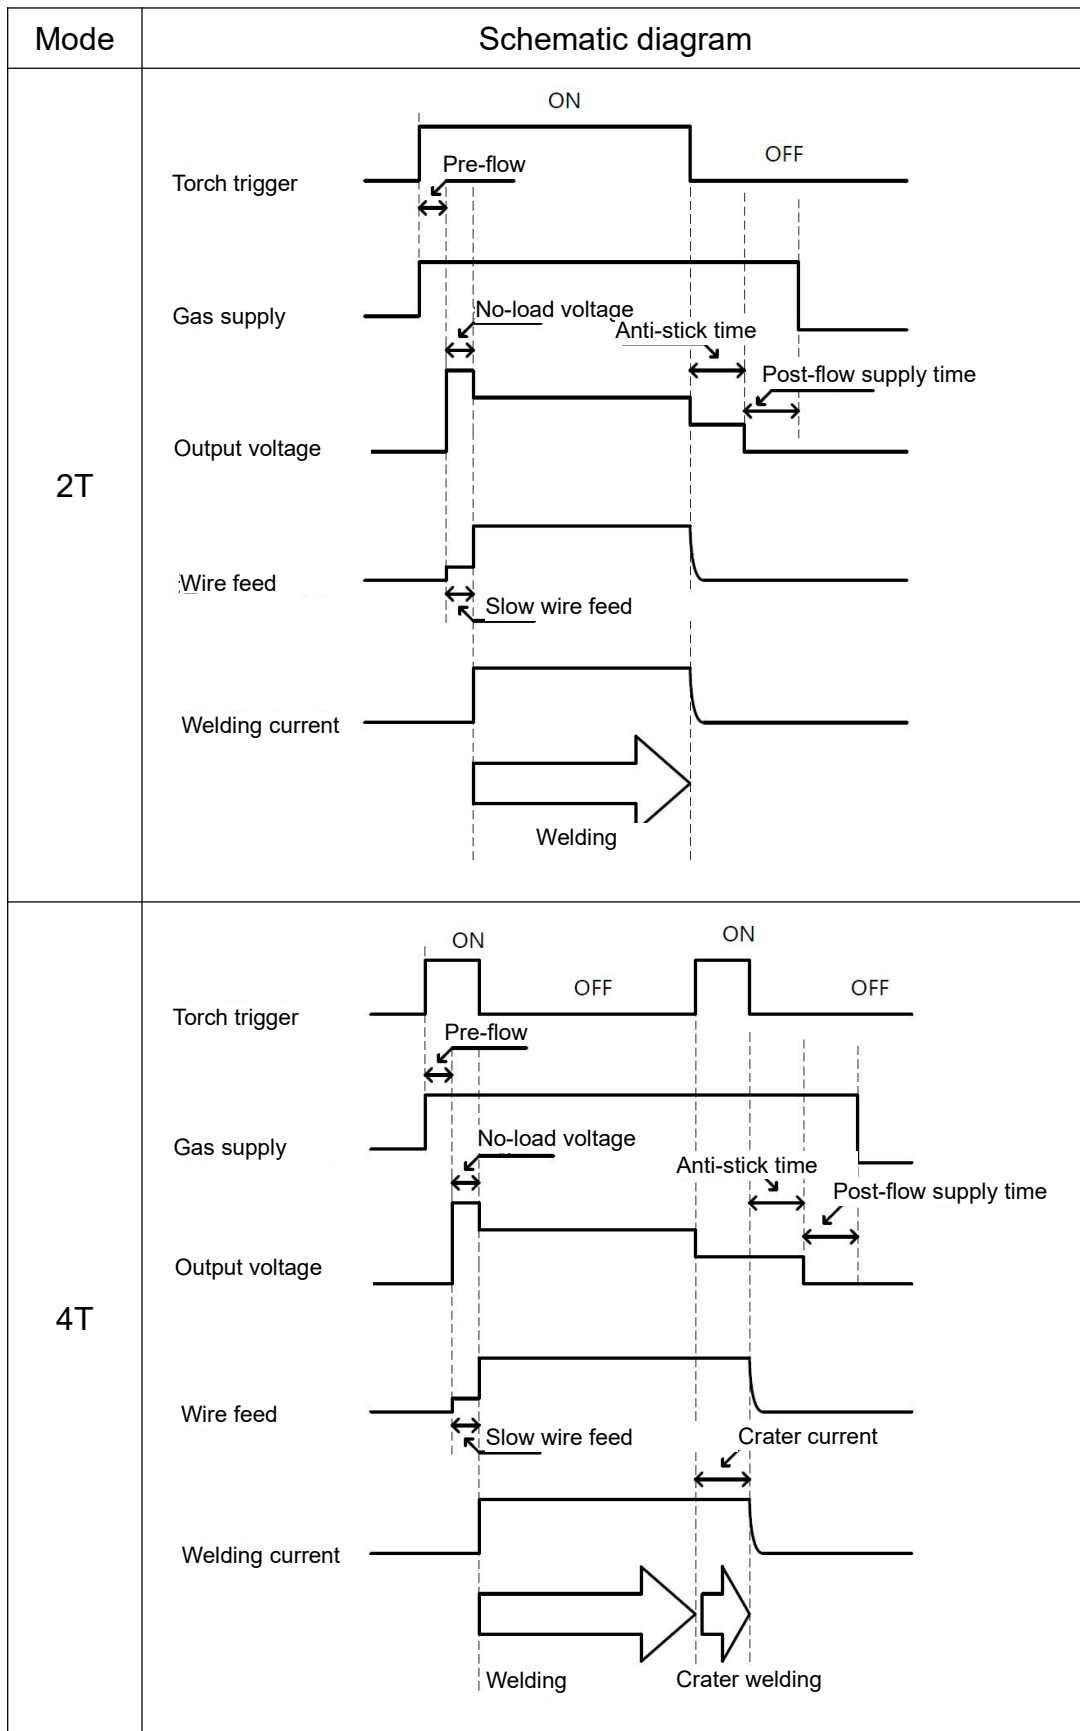 Mode
Schematic diagram
2T
ON
OFF
Torch trigger
Pre-flow
Gas supply
No-load voltage
Anti-stick time
Post-flow supply time
Output voltage
Wire feed
Slow wire feed
Welding current
Welding
4T
ON
ON
OFF
OFF
Torch trigger
Pre-flow
Gas supply
No-load voltage
Anti-stick time
Post-flow supply time
Output voltage
Wire feed
Slow wire feed
Crater current
Welding current
Welding
Crater welding